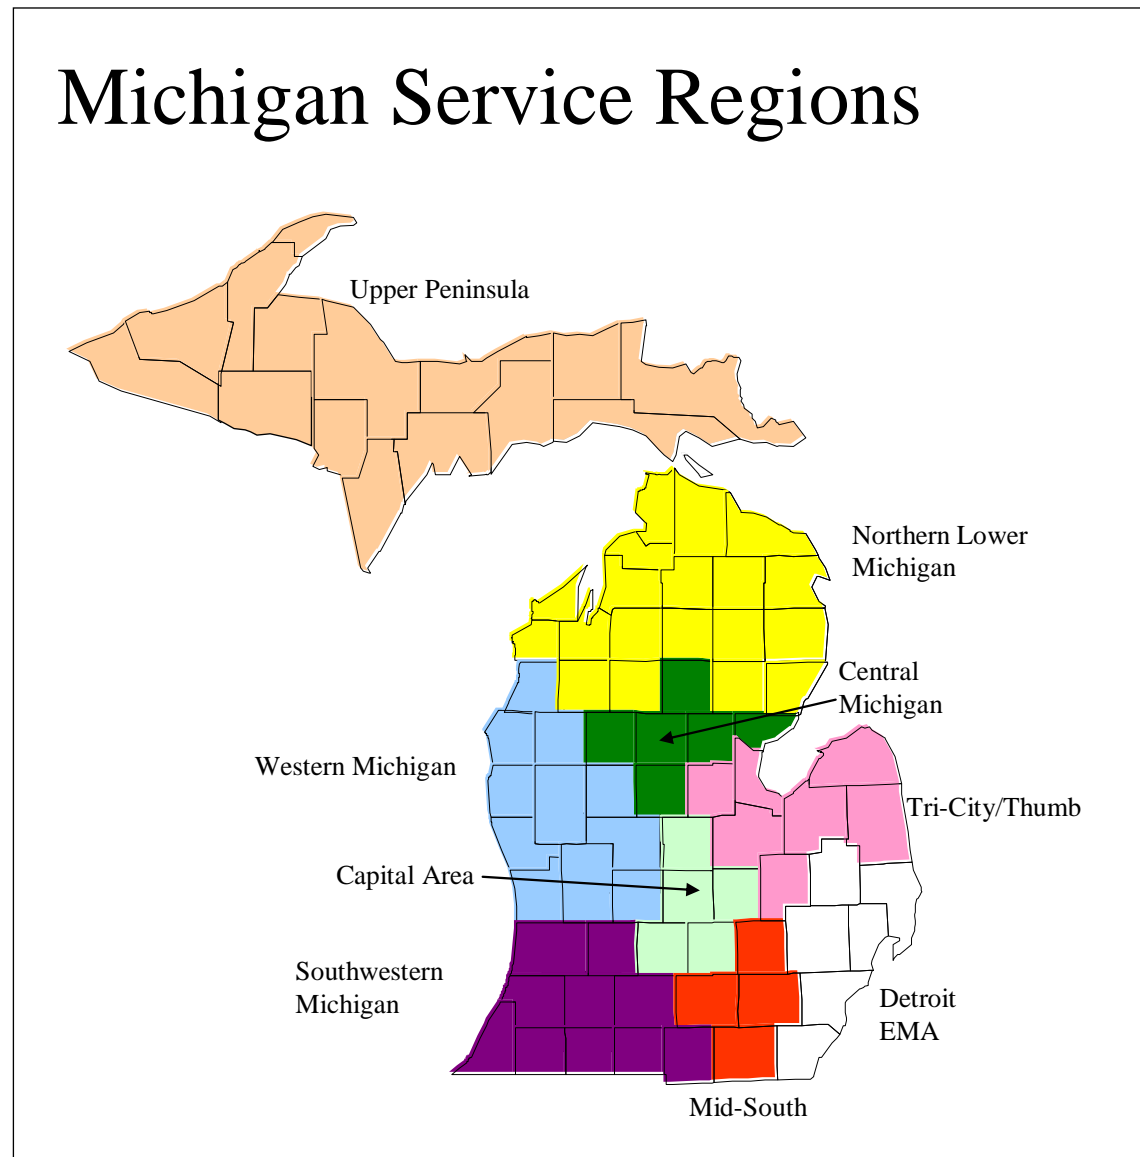 Michigan Service Regions
Upper Peninsula
Northern Lower
Michigan
Central
Michigan
Western Michigan
Tri-City/Thumb
Capital Area
Southwestern
Michigan
Detroit
EMA
Mid-South